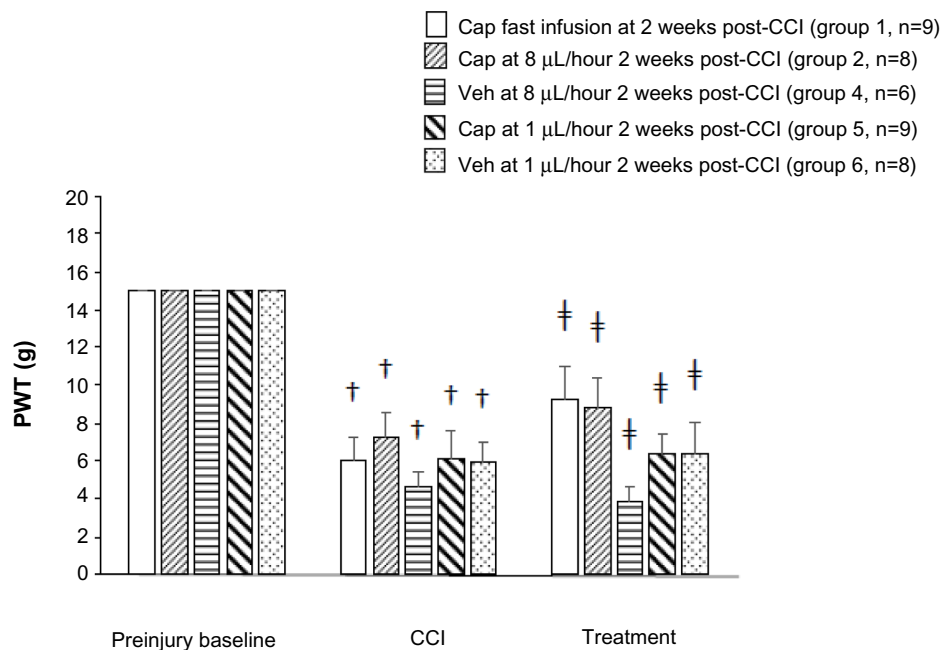 Cap fast infusion at 2 weeks post-CCI (group 1, n=9)
Cap at 8 μL/hour 2 weeks post-CCI (group 2, n=8)
Veh at 8 μL/hour 2 weeks post-CCI (group 4, n=6)
Cap at 1 μL/hour 2 weeks post-CCI (group 5, n=9)
Veh at 1 μL/hour 2 weeks post-CCI (group 6, n=8)
PWT (g)
20
18
16
14
12
10
8
6
4
2
0
† † † † †
‡ ‡ ‡ ‡ ‡
Preinjury baseline CCI Treatment